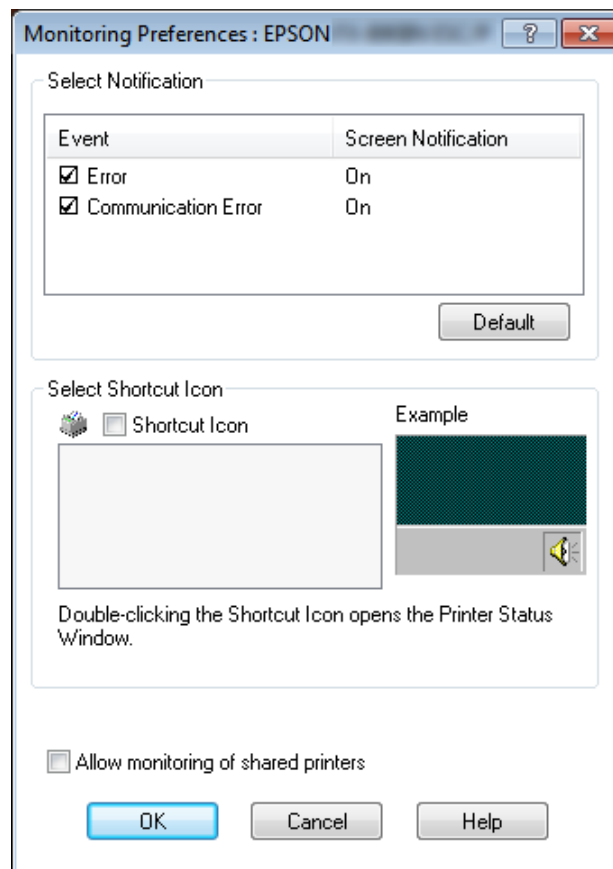 Monitoring Preferences : EPSON
Select Notification
Event Screen Notification
Error On
Communication Error On
Default
Select Shortcut Icon
Shortcut Icon
Example
Double-clicking the Shortcut Icon opens the Printer Status
Window.
Allow monitoring of shared printers
OK Cancel Help